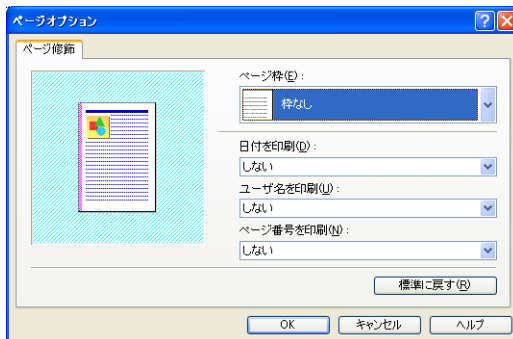 ページオプション
ページ修飾
ページ枠(E):
枠なし
日付を印刷(D):
しない
ユーザ名を印刷(U):
しない
ページ番号を印刷(N):
しない
標準に戻す(R)
OK キャンセル ヘルプ